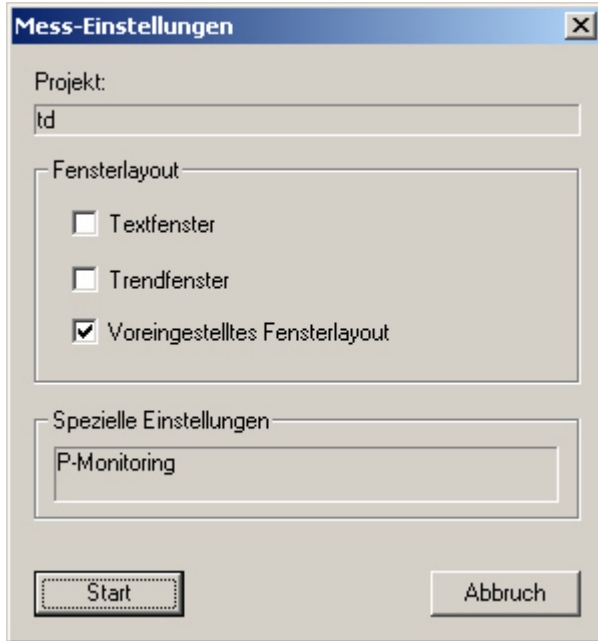 Mess-Einstellungen
Projekt:
td
Fensterlayout
Textfenster
Trendfenster
Voreingestelltes Fensterlayout
Spezielle Einstellungen
P-Monitoring
Start
Abbruch